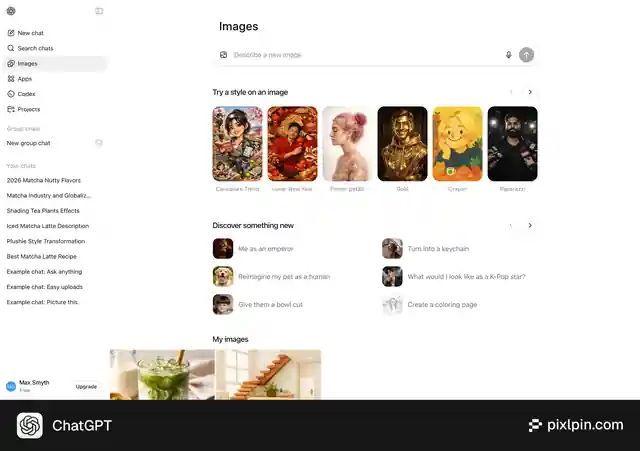 Images
New chat
Search chats
Images
Apps
Codex
Projects
Group chats
New group chat
Your chats
2026 Matcha Nutty Flavors
Matcha Industry and Globaliz...
Shading Tea Plants Effects
Iced Matcha Latte Description
Plushie Style Transformation
Best Matcha Latte Recipe
Example chat: Ask anything
Example chat: Easy uploads
Example chat: Picture this.
Max Smyth
Free
Upgrade
Describe a new image
Try a style on an image
Caricature Trend
Lunar New Year
Flower petals
Gold
Crayon
Paparazzi
Discover something new
Me as an emperor
Turn into a keychain
Reimagine my pet as a human
What would I look like as a K-Pop star?
Give them a bowl cut
Create a coloring page
My images
ChatGPT
pixlpin.com